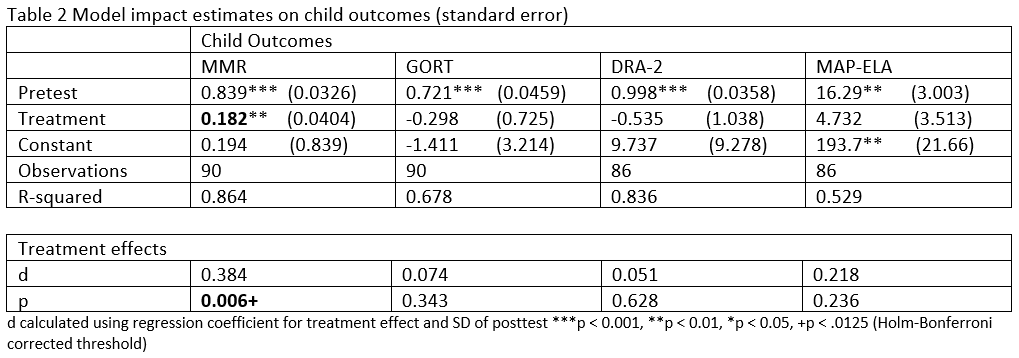 Table 2 Model impact estimates on child outcomes (standard error)
Child Outcomes
MMR GORT DRA-2 MAP-ELA
Pretest 0.839*** (0.0326) 0.721*** (0.0459) 0.998*** (0.0358) 16.29** (3.003)
Treatment 0.182** (0.0404) -0.298 (0.725) -0.535 (1.038) 4.732 (3.513)
Constant 0.194 (0.839) -1.411 (3.214) 9.737 (9.278) 193.7** (21.66)
Observations 90 90 86 86
R-squared 0.864 0.678 0.836 0.529
Treatment effects
d 0.384 0.074 0.051 0.218
p 0.006+ 0.343 0.628 0.236
d calculated using regression coefficient for treatment effect and SD of posttest ***p < 0.001, **p < 0.01, *p < 0.05, +p < .0125 (Holm-Bonferroni
corrected threshold)